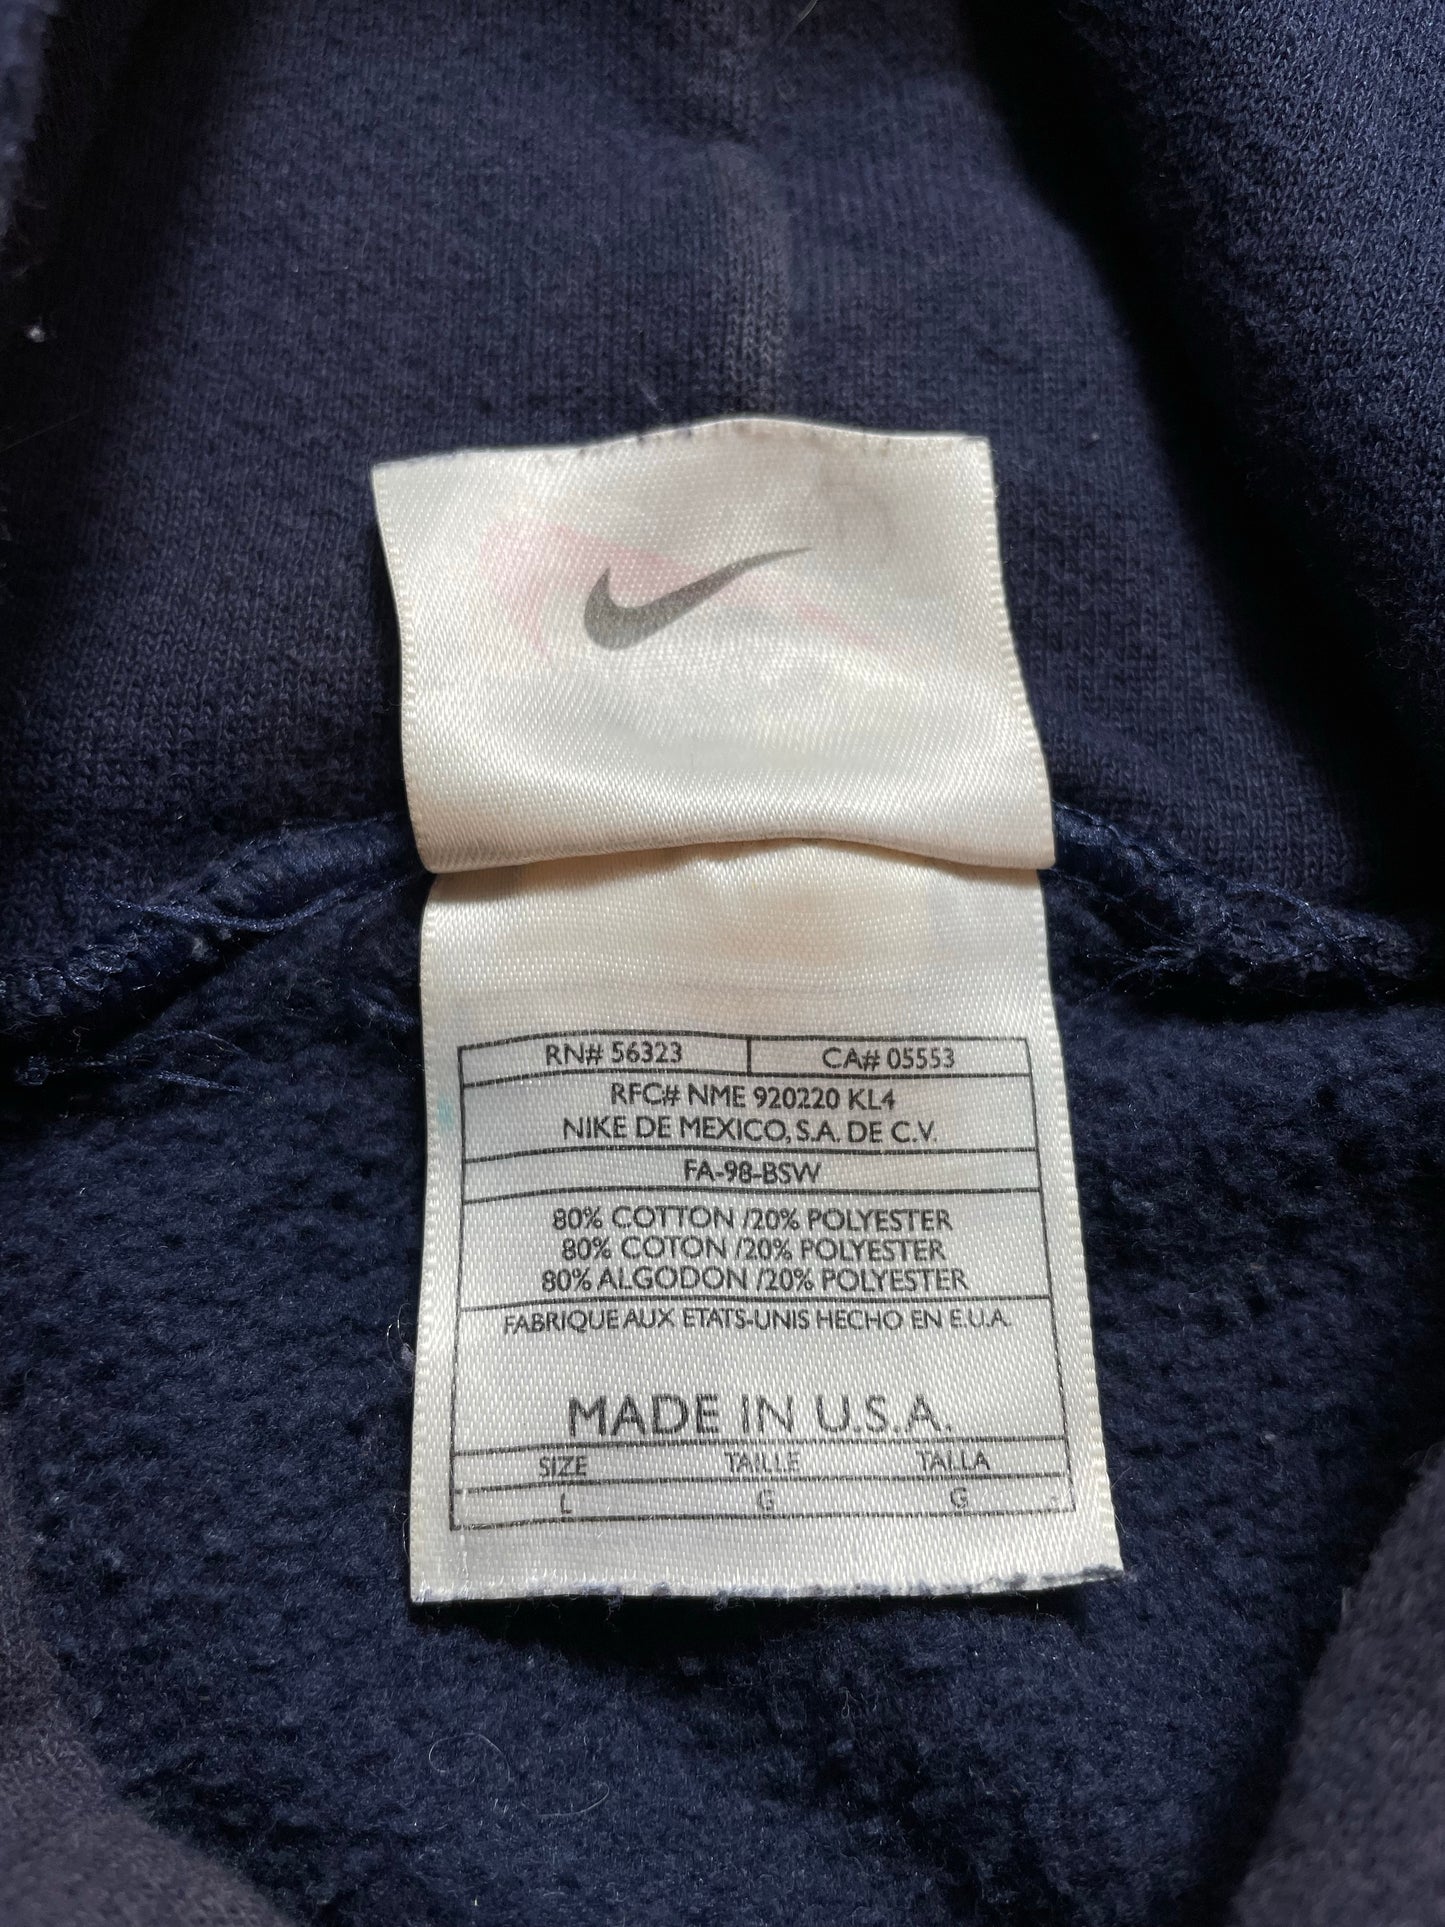 RN# 56323 CA# 05553
RFC# NME 920220 KL4
NIKE DE MEXICO, S.A. DE C.V.
FA-98-BSW
80% COTTON /20% POLYESTER
80% COTON /20% POLYESTER
80% ALGODON /20% POLYESTER
FABRIQUE AUX ETATS-UNIS HECHO EN E.U.A.
MADE IN U.S.A.
SIZE TAILLE TALLA
L G G